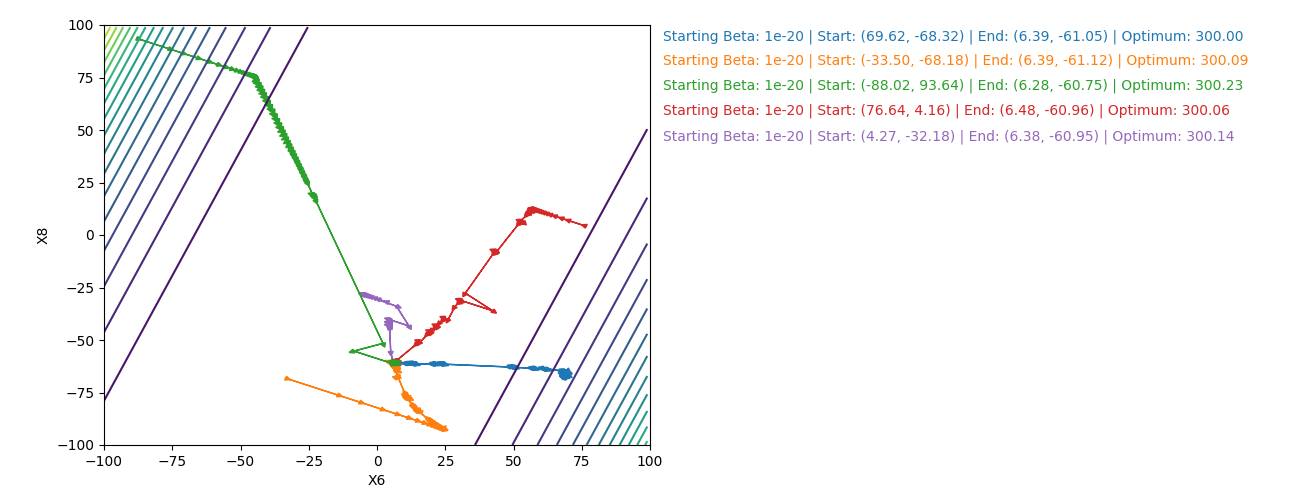 100
75
50
25
0
−25
−50
−75
−100
X8
−100 −75 −50 −25 0 25 50 75 100
X6
Starting Beta: 1e-20 | Start: (69.62, -68.32) | End: (6.39, -61.05) | Optimum: 300.00
Starting Beta: 1e-20 | Start: (-33.50, -68.18) | End: (6.39, -61.12) | Optimum: 300.09
Starting Beta: 1e-20 | Start: (-88.02, 93.64) | End: (6.28, -60.75) | Optimum: 300.23
Starting Beta: 1e-20 | Start: (76.64, 4.16) | End: (6.48, -60.96) | Optimum: 300.06
Starting Beta: 1e-20 | Start: (4.27, -32.18) | End: (6.38, -60.95) | Optimum: 300.14